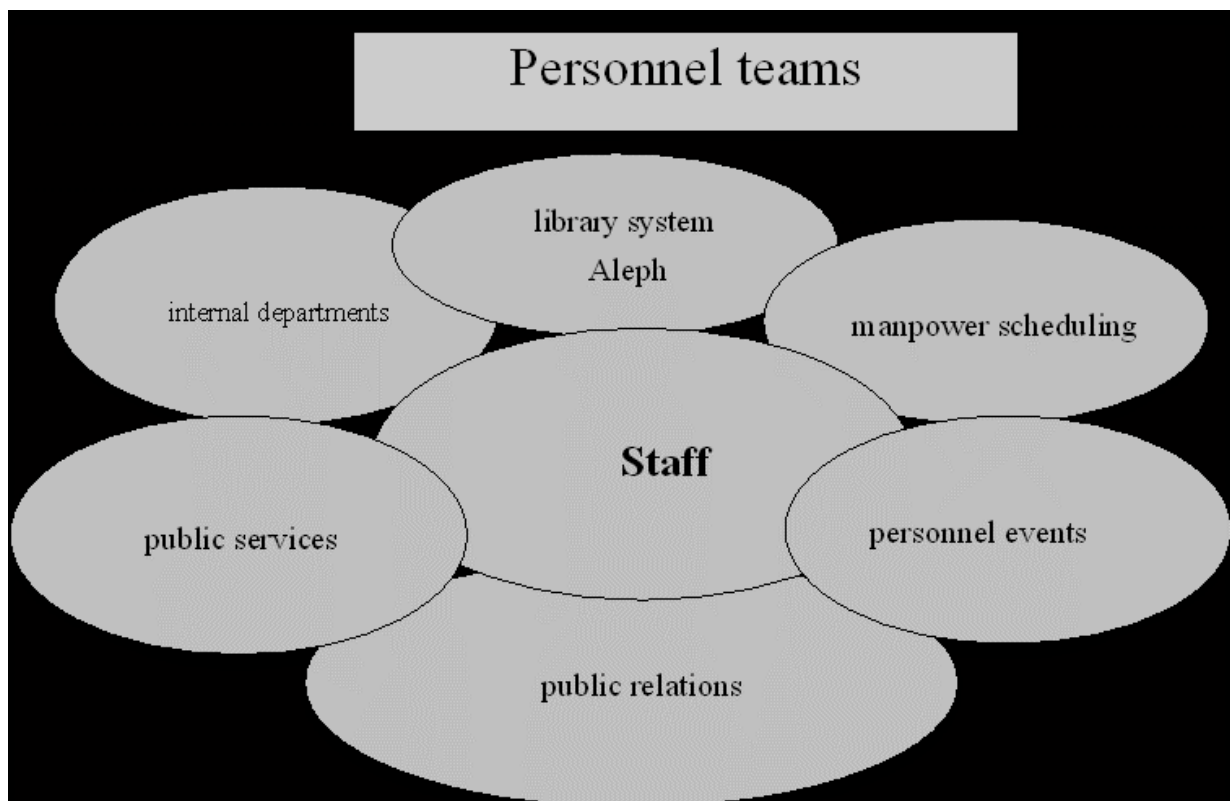 Personnel teams
library system
Aleph
internal departments
manpower scheduling
Staff
public services
personnel events
public relations